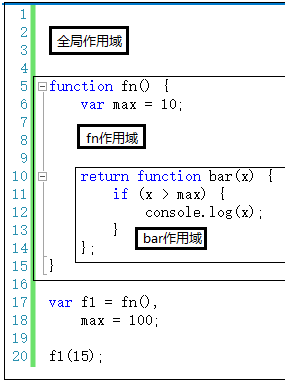 1
2
3 全局作用域
4
5 function fn() {
6 var max = 10;
7
8 fn作用域
9
10 return function bar(x) {
11 if (x > max) {
12 console.log(x);
13 } bar作用域
14 };
15 }
16
17 var f1 = fn(),
18 max = 100;
19
20 f1(15);